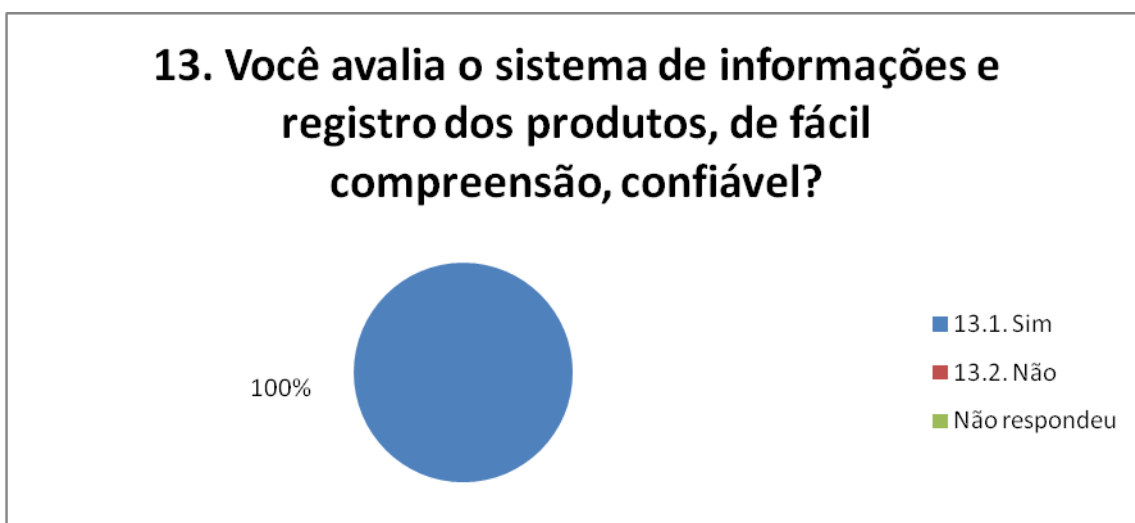 13. Você avalia o sistema de informações e
registro dos produtos, de fácil
compreensão, confiável?
100%
13.1. Sim
13.2. Não
Não respondeu